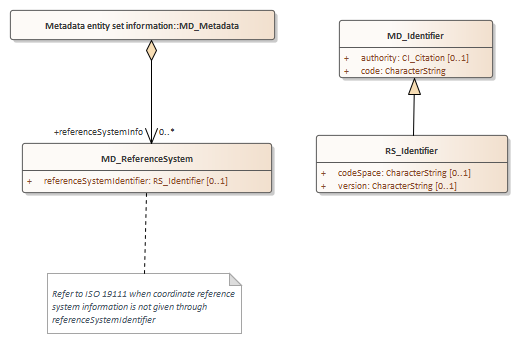 Metadata entity set information::MD_Metadata
+referenceSystemInfo 0..*
MD_ReferenceSystem
+ referenceSystemIdentifier: RS_Identifier [0..1]
Refer to ISO 19111 when coordinate reference
system information is not given through
referenceSystemIdentifier
MD_Identifier
+ authority: CI_Citation [0..1]
+ code: CharacterString
RS_Identifier
+ codeSpace: CharacterString [0..1]
+ version: CharacterString [0..1]